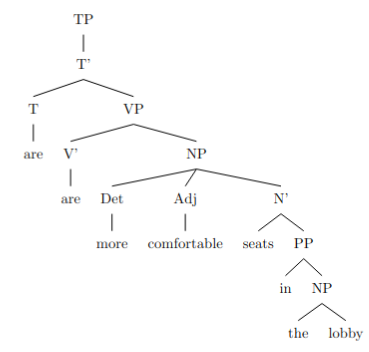 TP
T'
T VP
are V' NP
are Det Adj N'
more comfortable seats PP
in NP
the lobby